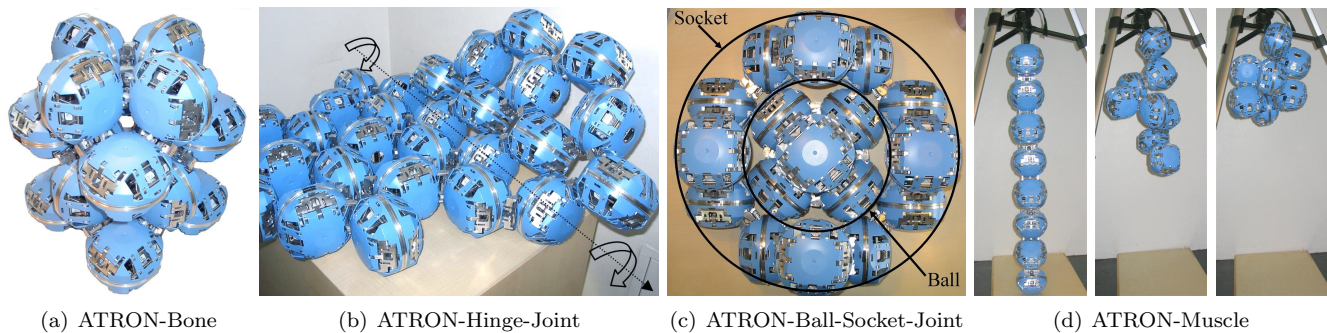 Socket
Ball
(a) ATRON-Bone
(b) ATRON-Hinge-Joint
(c) ATRON-Ball-Socket-Joint
(d) ATRON-Muscle